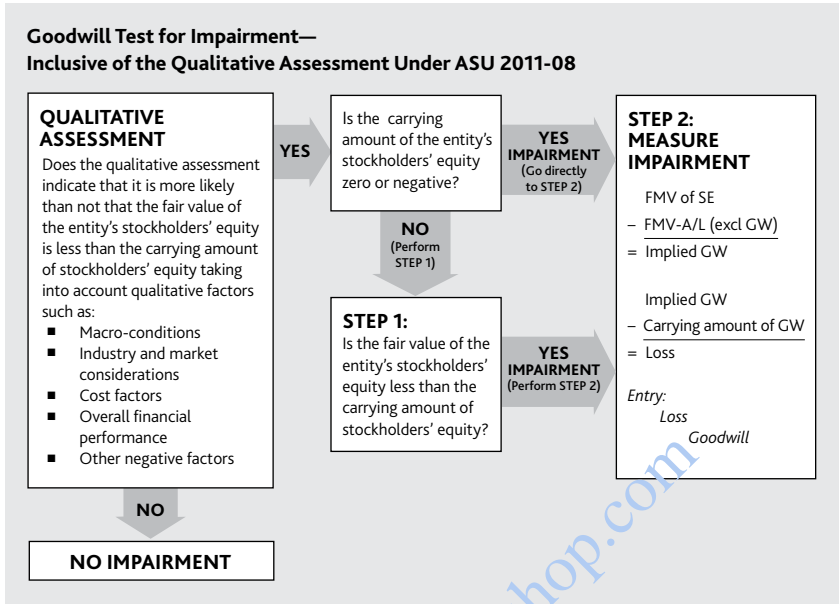 Goodwill Test for Impairment—
Inclusive of the Qualitative Assessment Under ASU 2011-08
QUALITATIVE
ASSESSMENT
Does the qualitative assessment
indicate that it is more likely
than not that the fair value of
the entity's stockholders' equity
is less than the carrying amount
of stockholders' equity taking
into account qualitative factors
such as:
■ Macro-conditions
■ Industry and market
considerations
■ Cost factors
■ Overall financial
performance
■ Other negative factors
YES
Is the carrying
amount of the entity's
stockholders' equity
zero or negative?
YES
IMPAIRMENT
(Go directly
to STEP 2)
NO
(Perform
STEP 1)
STEP 1:
Is the fair value of the
entity's stockholders'
equity less than the
carrying amount of
stockholders' equity?
YES
IMPAIRMENT
(Perform STEP 2)
STEP 2:
MEASURE
IMPAIRMENT
FMV of SE
– FMV-A/L (excl GW)
= Implied GW
Implied GW
– Carrying amount of GW
= Loss
Entry:
Loss
Goodwill
NO
NO IMPAIRMENT
hop.com